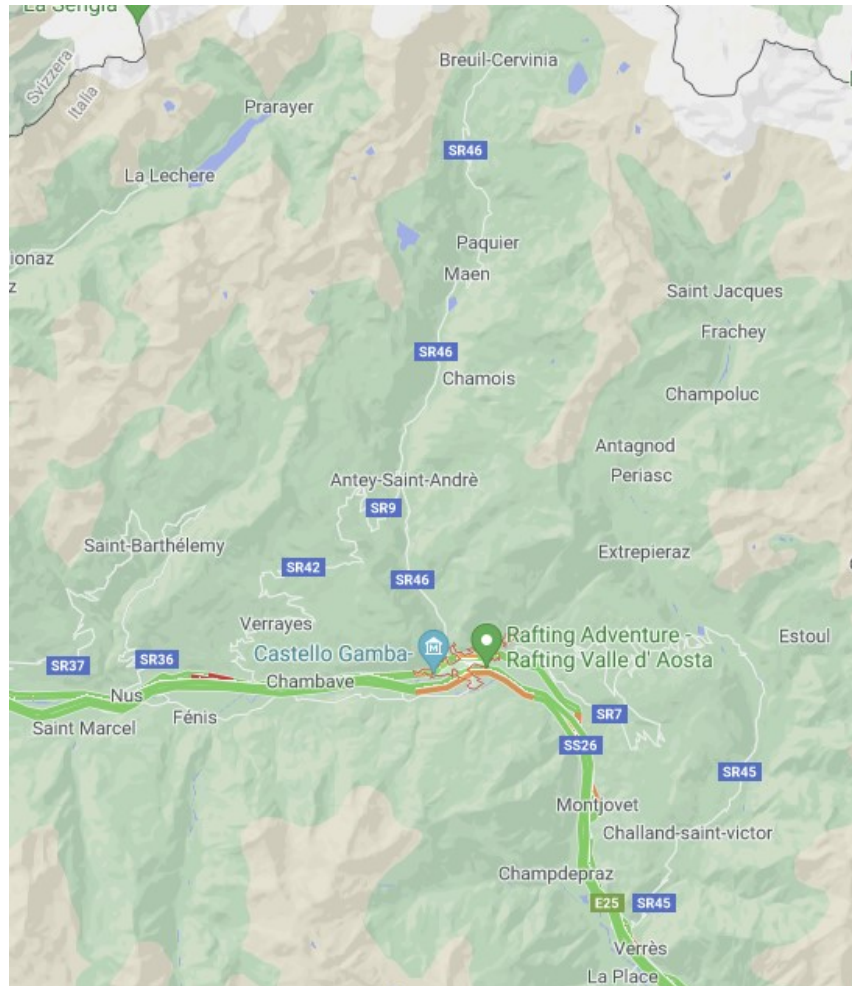 La Sengla
Svizzera
Italia
Breuil-Cervinia
Prarayer
SR46
La Lechere
ionaz
z
Paquier
Maen
Saint Jacques
Frachey
SR46
Chamois
Champoluc
Antagnod
Periasc
Antey-Saint-Andrè
SR9
Saint-Barthélemy
Extrepieraz
SR42
SR46
Verrayes
Estoul
Castello Gamba-
Rafting Adventure -
Rafting Valle d' Aosta
SR37
SR36
Chambave
Nus
Saint Marcel
Fénis
SR7
SS26
SR45
Montjovet
Challand-saint-victor
Champdepraz
E25
SR45
Verrès
La Place